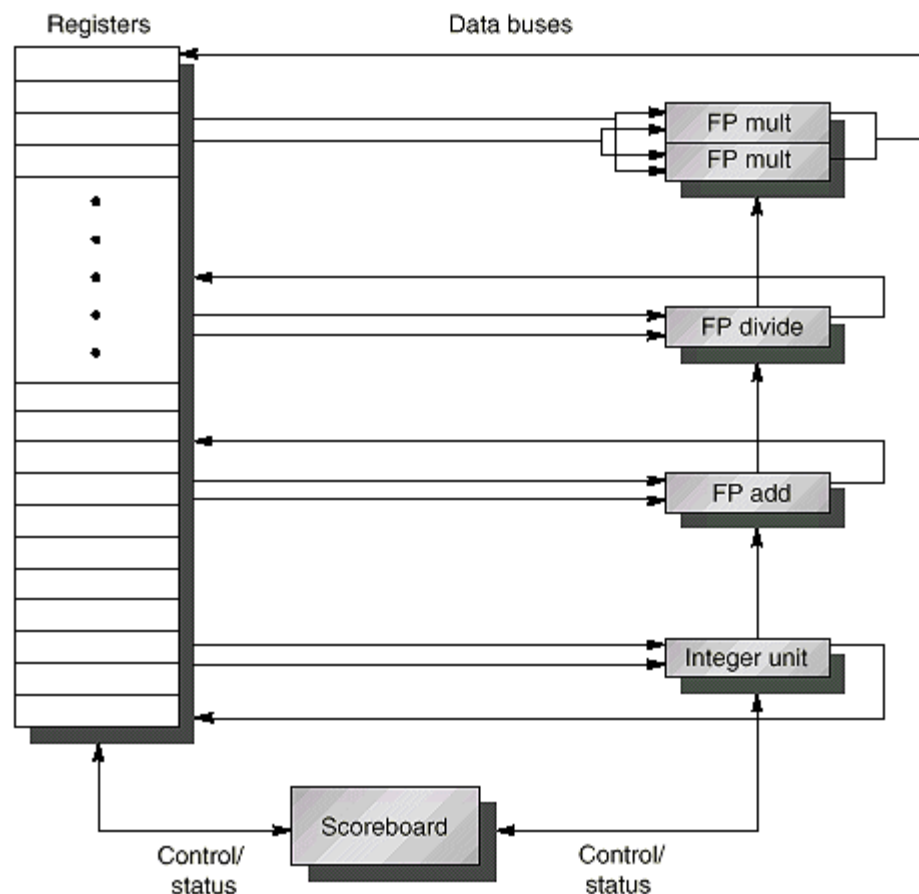 Registers
Data buses
FP mult
FP mult
FP divide
FP add
Integer unit
Scoreboard
Control/
status
Control/
status